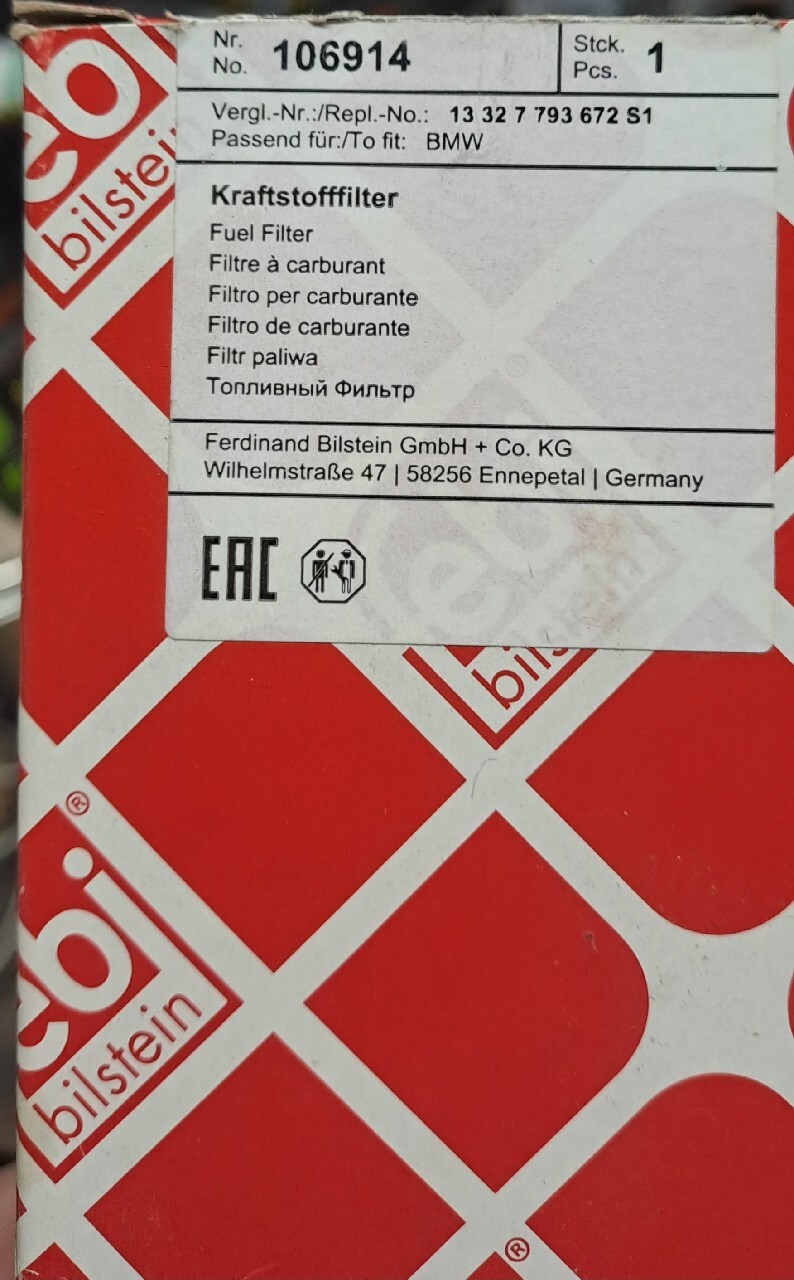 ebi
bilstein
Nr.
No. 106914
Stck.
Pcs. 1
Vergl.-Nr.:/Repl.-No.: 13 32 7 793 672 S1
Passend für:/To fit: BMW
Kraftstofffilter
Fuel Filter
Filtre à carburant
Filtro per carburante
Filtro de carburante
Filtr paliwa
Топливный Фильтр
Ferdinand Bilstein GmbH + Co. KG
Wilhelmstraße 47 | 58256 Ennepetal | Germany
EAC
bilstein
®
ebi
bilstein
®